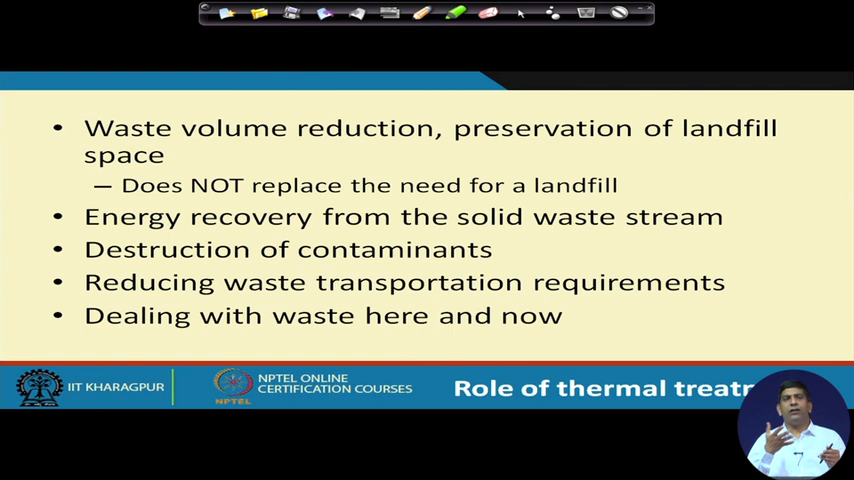 • Waste volume reduction, preservation of landfill
space
– Does NOT replace the need for a landfill
• Energy recovery from the solid waste stream
• Destruction of contaminants
• Reducing waste transportation requirements
• Dealing with waste here and now
IIT KHARAGPUR
NPTEL
NPTEL ONLINE
CERTIFICATION COURSES
Role of thermal